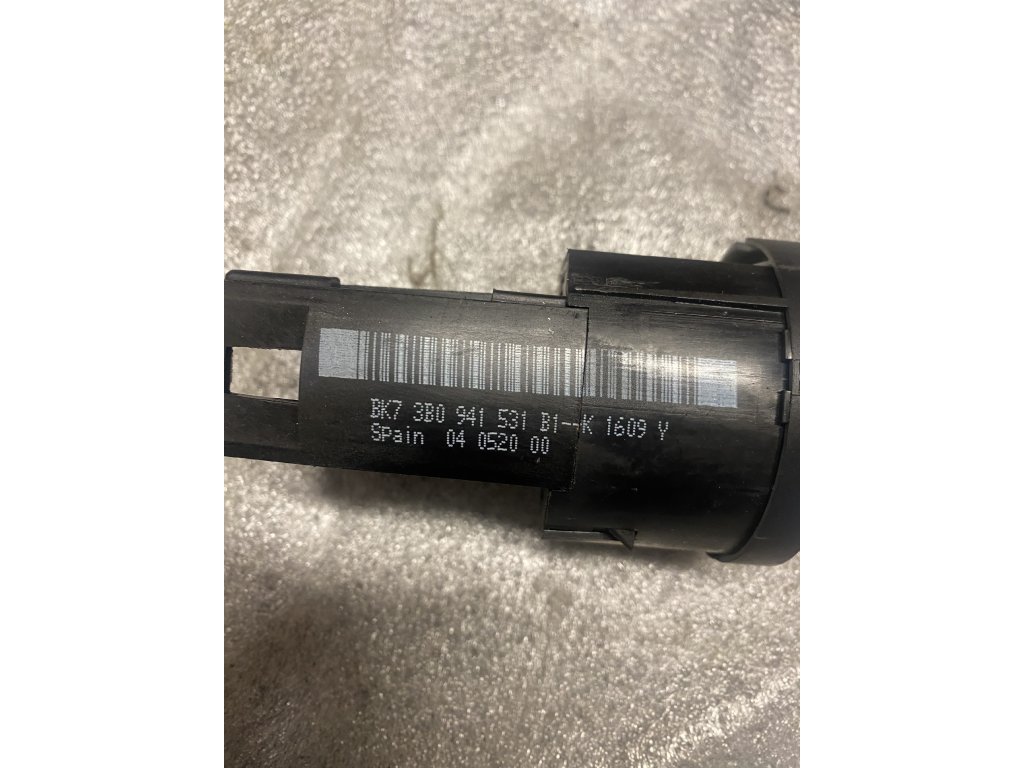 BK7 3B0 941 531 B1--K 1609 Y
Spain 04 0520 00